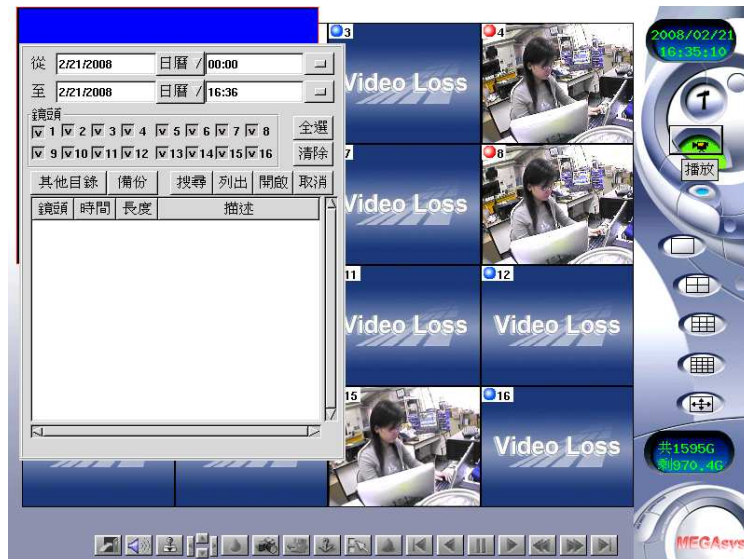 從 2/21/2008 日曆 / 00:00
至 2/21/2008 日曆 / 16:36
鏡頭
v 1 v 2 v 3 v 4 v 5 v 6 v 7 v 8 全選
v 9 v 10 v 11 v 12 v 13 v 14 v 15 v 16 清除
其他目錄 備份 搜尋 列出 開啟 取消
鏡頭 時間 長度 描述
3
Video Loss
4
7
Video Loss
8
11
Video Loss
12
Video Loss
15
16
Video Loss
2008/02/21
16:35:10
播放
共1595G
剩970.4G
MEGAsys